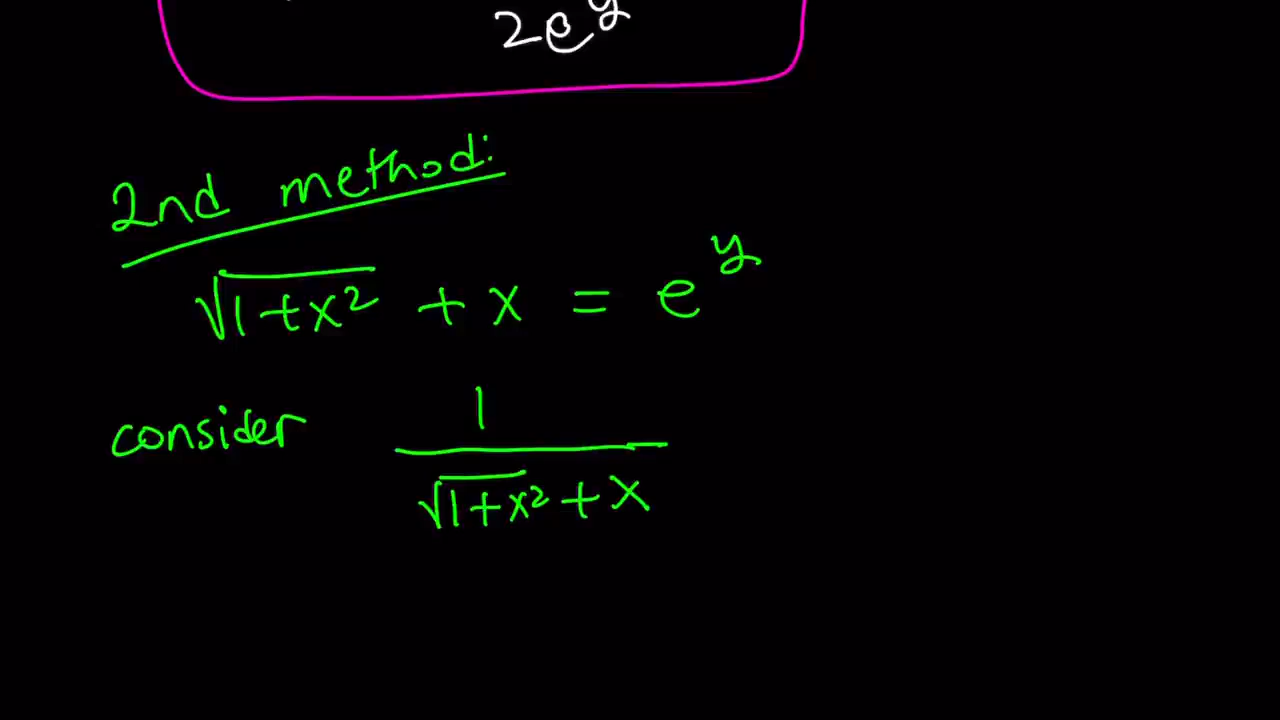 2e^y
2nd method:
√(1+x²) + x = e^y
consider 1/(√(1+x²) + x)